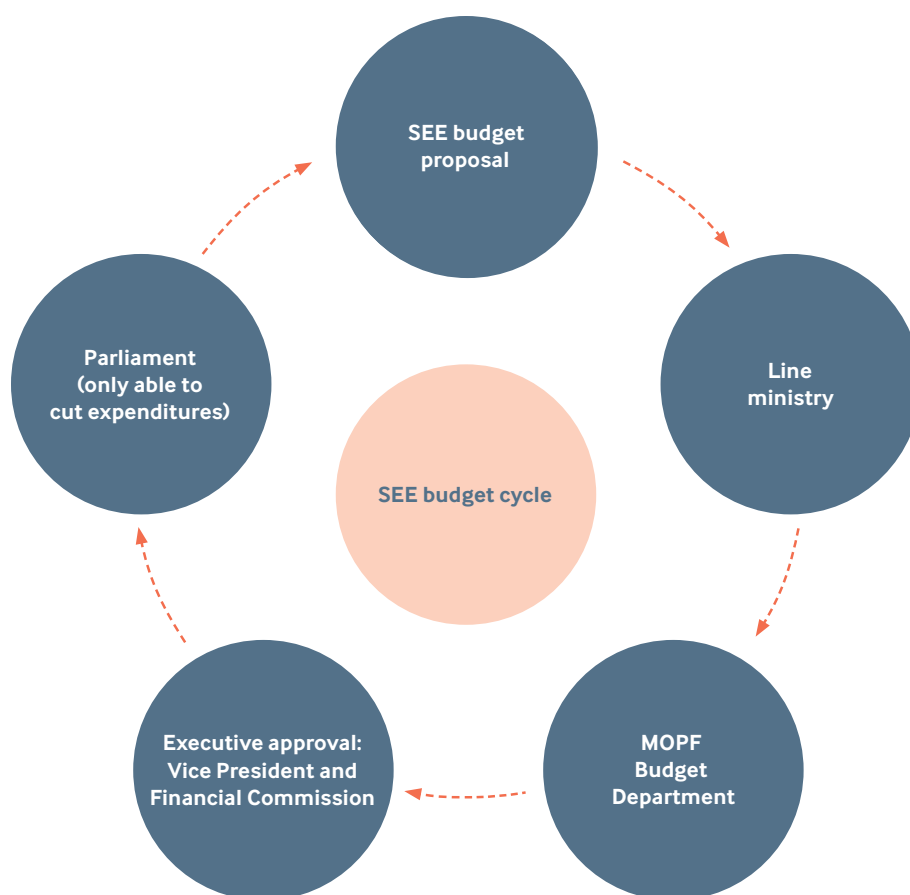 SEE budget
proposal
Line
ministry
MOPF
Budget
Department
Executive approval:
Vice President and
Financial Commission
Parliament
(only able to
cut expenditures)
SEE budget cycle